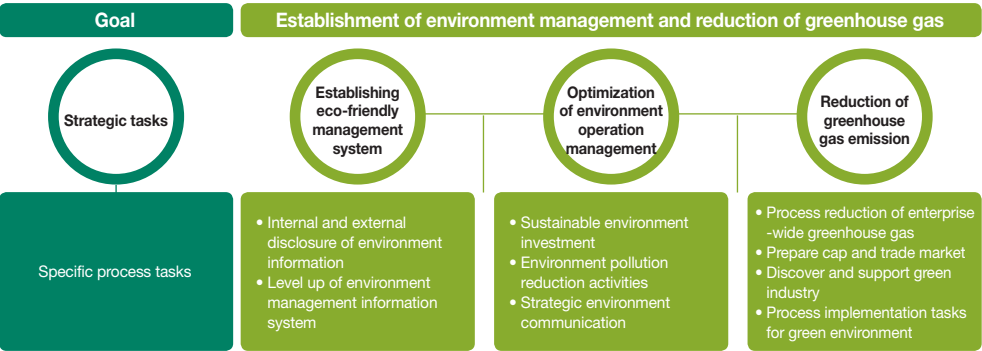 Goal
Establishment of environment management and reduction of greenhouse gas
Strategic tasks
Establishing
eco-friendly
management
system
Optimization
of environment
operation
management
Reduction of
greenhouse
gas emission
Specific process tasks
• Internal and external
disclosure of environment
information
• Level up of environment
management information
system
• Sustainable environment
investment
• Environment pollution
reduction activities
• Strategic environment
communication
• Process reduction of enterprise
-wide greenhouse gas
• Prepare cap and trade market
• Discover and support green
industry
• Process implementation tasks
for green environment